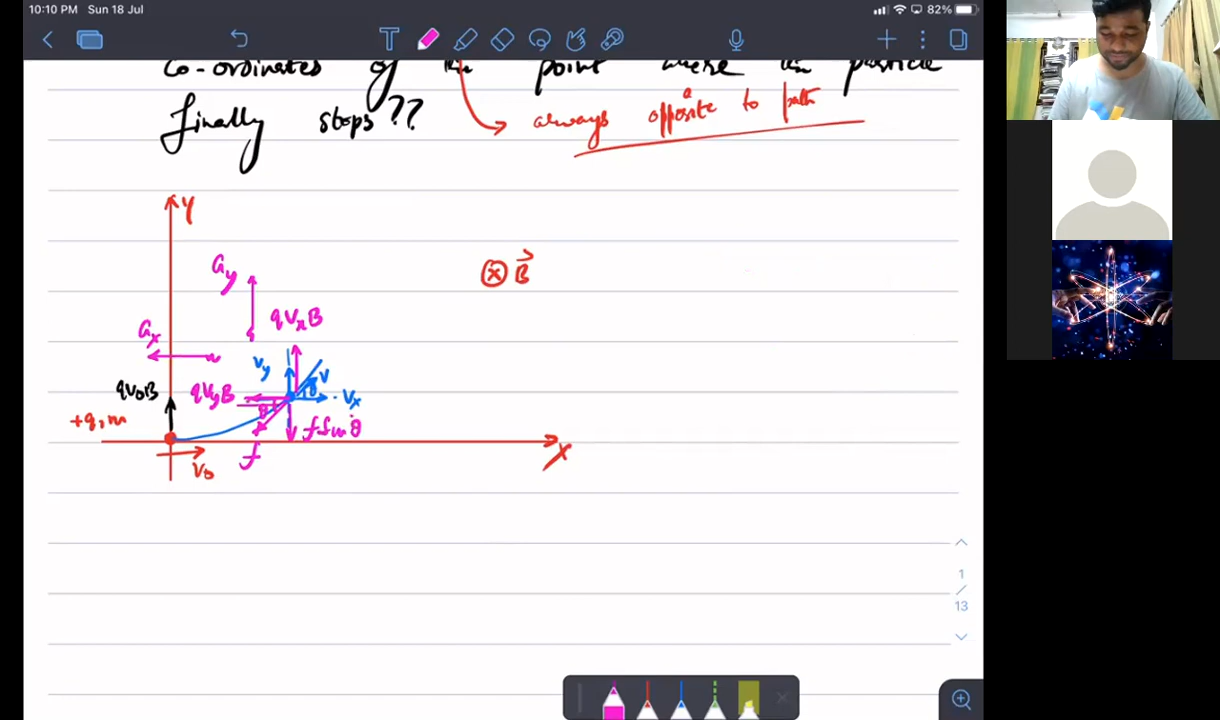 10:10 PM Sun 18 Jul
82%
T
Co-ordinates of the point where the particle
finally stops??
always opposite to path
Y
ay
⊗ B
qVxB
ax
Vy
V
θ
qV0B
qVyB
Vx
+q, m
θ
f sin θ
f
V0
X
1
/
13